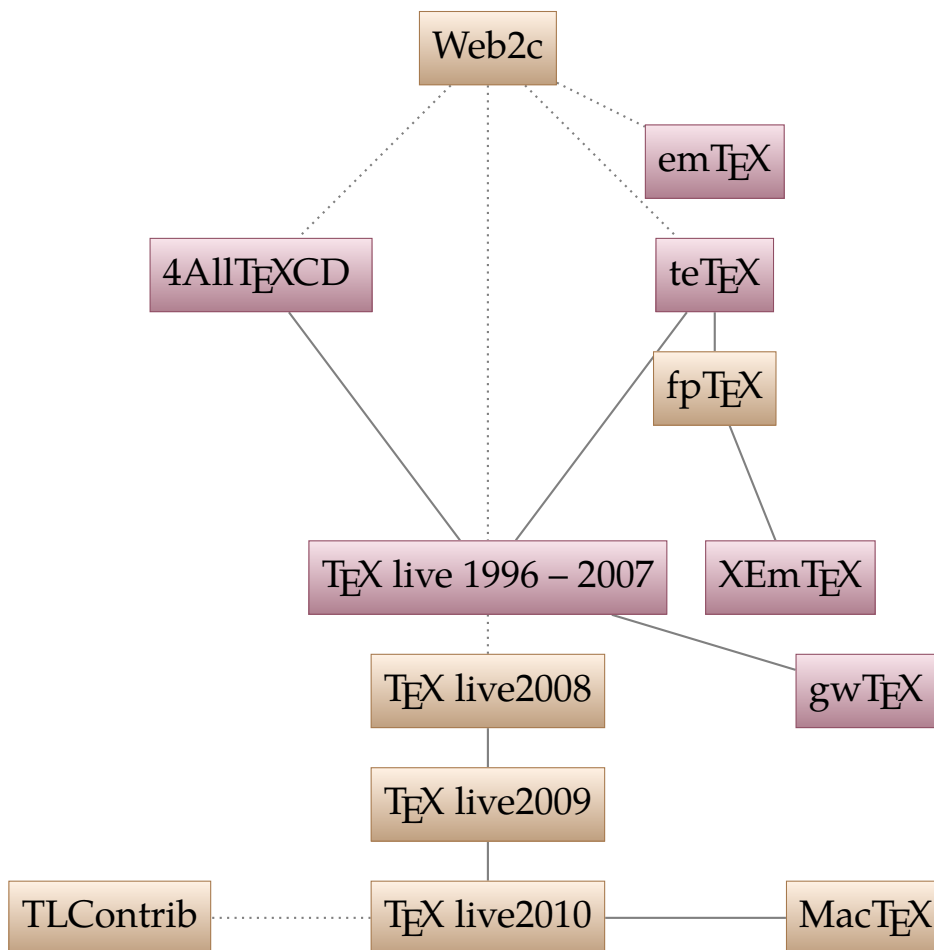 Web2c
emTEX
4AllTEXCD
teTEX
fpTEX
TEX live 1996 – 2007
XEmTEX
TEX live2008
gwTEX
TEX live2009
TLContrib
TEX live2010
MacTEX